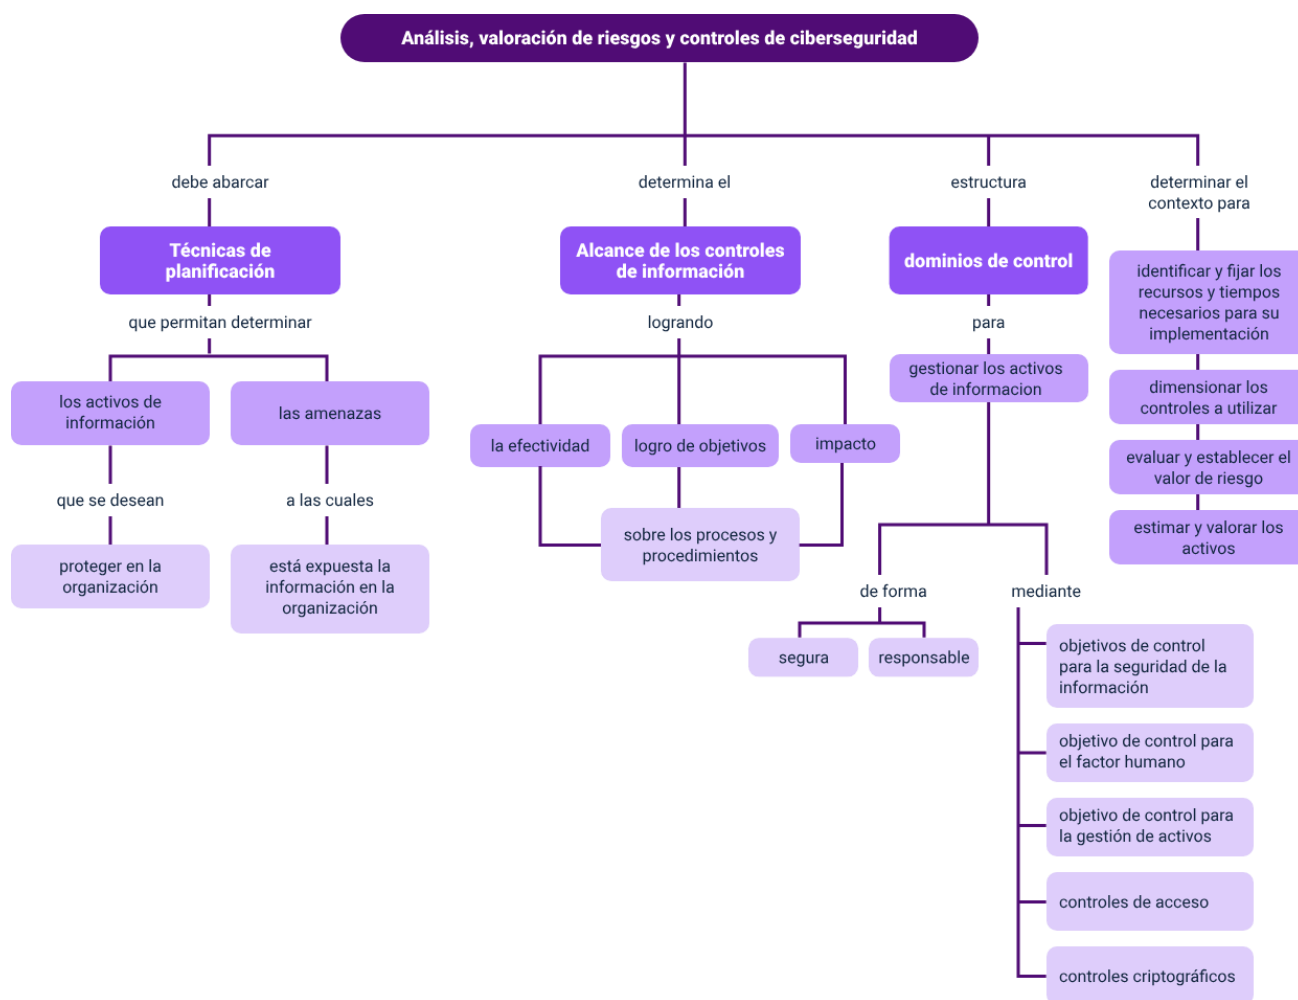 Análisis, valoración de riesgos y controles de ciberseguridad
debe abarcar
Técnicas de
planificación
que permitan determinar
los activos de
información
que se desean
proteger en la
organización
las amenazas
a las cuales
está expuesta la
información en la
organización
determina el
Alcance de los controles
de información
logrando
la efectividad
logro de objetivos
impacto
sobre los procesos y
procedimientos
estructura
dominios de control
para
gestionar los activos
de informacion
de forma
segura
responsable
mediante
objetivos de control
para la seguridad de la
información
objetivo de control para
el factor humano
objetivo de control para
la gestión de activos
controles de acceso
controles criptográficos
determinar el
contexto para
identificar y fijar los
recursos y tiempos
necesarios para su
implementación
dimensionar los
controles a utilizar
evaluar y establecer el
valor de riesgo
estimar y valorar los
activos